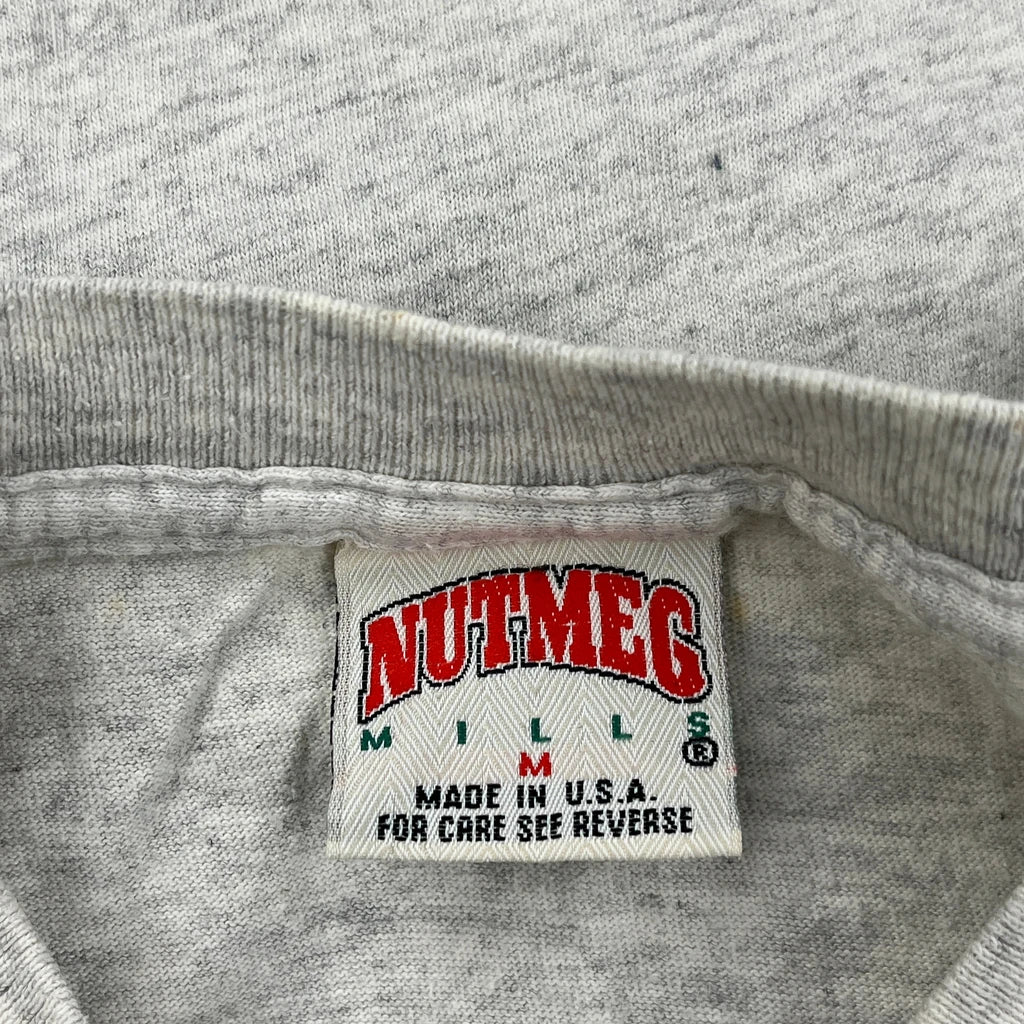 NUTMEG
MILLS®
M
MADE IN U.S.A.
FOR CARE SEE REVERSE